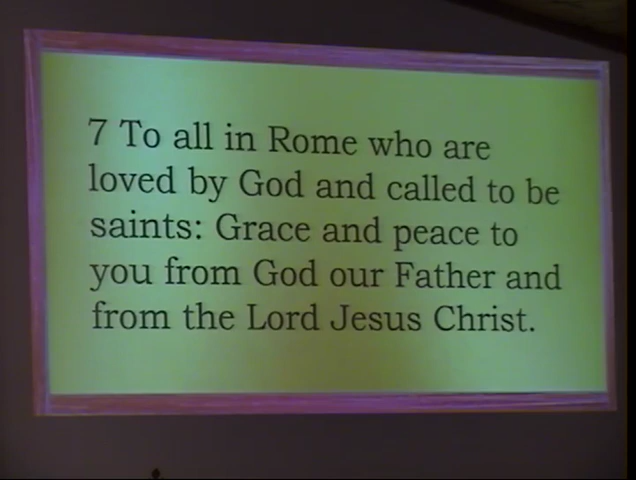 7 To all in Rome who are
loved by God and called to be
saints: Grace and peace to
you from God our Father and
from the Lord Jesus Christ.